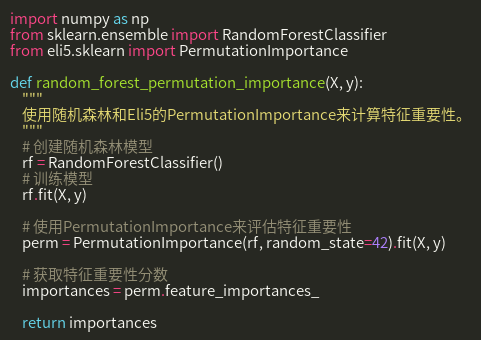 import numpy as np
from sklearn.ensemble import RandomForestClassifier
from eli5.sklearn import PermutationImportance
def random_forest_permutation_importance(X, y):
"""
使用随机森林和Eli5的PermutationImportance来计算特征重要性。
"""
# 创建随机森林模型
rf = RandomForestClassifier()
# 训练模型
rf.fit(X, y)
# 使用PermutationImportance来评估特征重要性
perm = PermutationImportance(rf, random_state=42).fit(X, y)
# 获取特征重要性分数
importances = perm.feature_importances_
return importances